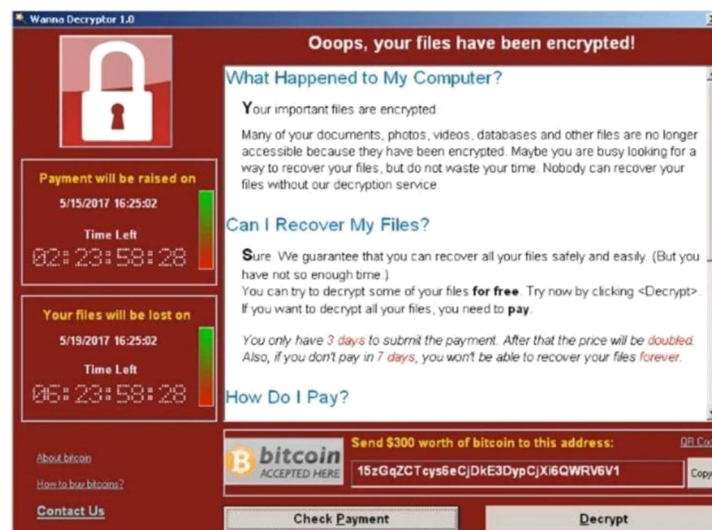 Wanna Decryptor 1.0
Ooops, your files have been encrypted!
What Happened to My Computer?
Your important files are encrypted.
Many of your documents, photos, videos, databases and other files are no longer
accessible because they have been encrypted. Maybe you are busy looking for a
way to recover your files, but do not waste your time. Nobody can recover your
files without our decryption service.
Can I Recover My Files?
Sure. We guarantee that you can recover all your files safely and easily. (But you
have not so enough time.)
You can try to decrypt some of your files for free. Try now by clicking <Decrypt>.
If you want to decrypt all your files, you need to pay.
You only have 3 days to submit the payment. After that the price will be doubled.
Also, if you don't pay in 7 days, you won't be able to recover your files forever.
How Do I Pay?
Payment will be raised on
5/15/2017 16:25:02
Time Left
02:23:58:28
Your files will be lost on
5/19/2017 16:25:02
Time Left
06:23:58:28
About bitcoin
How to buy bitcoins?
Contact Us
bitcoin
ACCEPTED HERE
Send $300 worth of bitcoin to this address:
QR Co
15zGqZCTcys6eCjDkE3DypCjXi6QWRV6V1
Copy
Check Payment
Decrypt